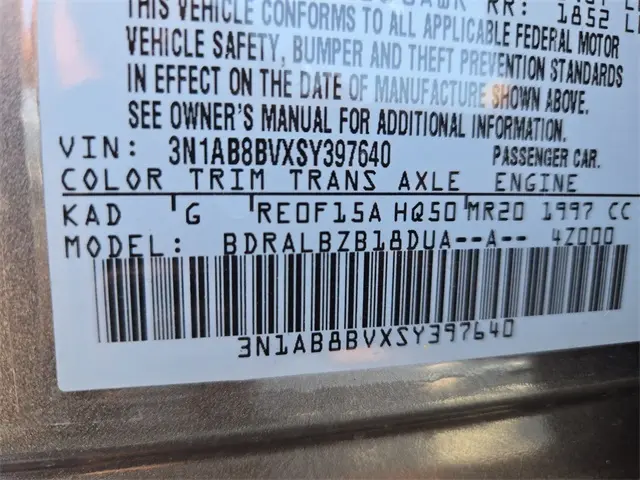 RR: 1852
THIS VEHICLE CONFORMS TO ALL APPLICABLE FEDERAL MOTOR
VEHICLE SAFETY, BUMPER AND THEFT PREVENTION STANDARDS
IN EFFECT ON THE DATE OF MANUFACTURE SHOWN ABOVE.
SEE OWNER'S MANUAL FOR ADDITIONAL INFORMATION.
VIN: 3N1AB8BVXSY397640 PASSENGER CAR.
COLOR TRIM TRANS AXLE ENGINE
KAD G RE0F15A HQ50 MR20 1997 CC
MODEL: BDRALBZB18DUA--A-- 4Z000
3N1AB8BVXSY397640